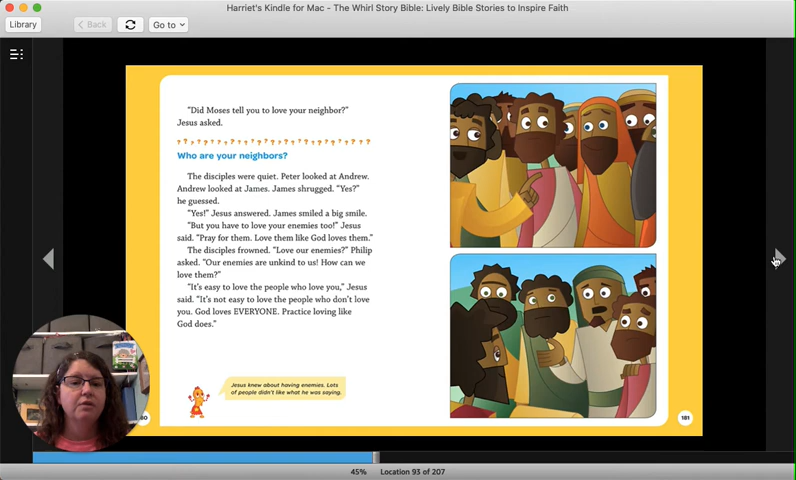 Harriet's Kindle for Mac - The Whirl Story Bible: Lively Bible Stories to Inspire Faith
Library
Back
Go to
"Did Moses tell you to love your neighbor?"
Jesus asked.
Who are your neighbors?
The disciples were quiet. Peter looked at Andrew.
Andrew looked at James. James shrugged. "Yes?"
he guessed.
"Yes!" Jesus answered. James smiled a big smile.
"But you have to love your enemies too!" Jesus
said. "Pray for them. Love them like God loves them."
The disciples frowned. "Love our enemies?" Philip
asked. "Our enemies are unkind to us! How can we
love them?"
"It's easy to love the people who love you," Jesus
said. "It's not easy to love the people who don't love
you. God loves EVERYONE. Practice loving like
God does."
Jesus knew about having enemies. Lots
of people didn't like what he was saying.
80
181
45% Location 93 of 207